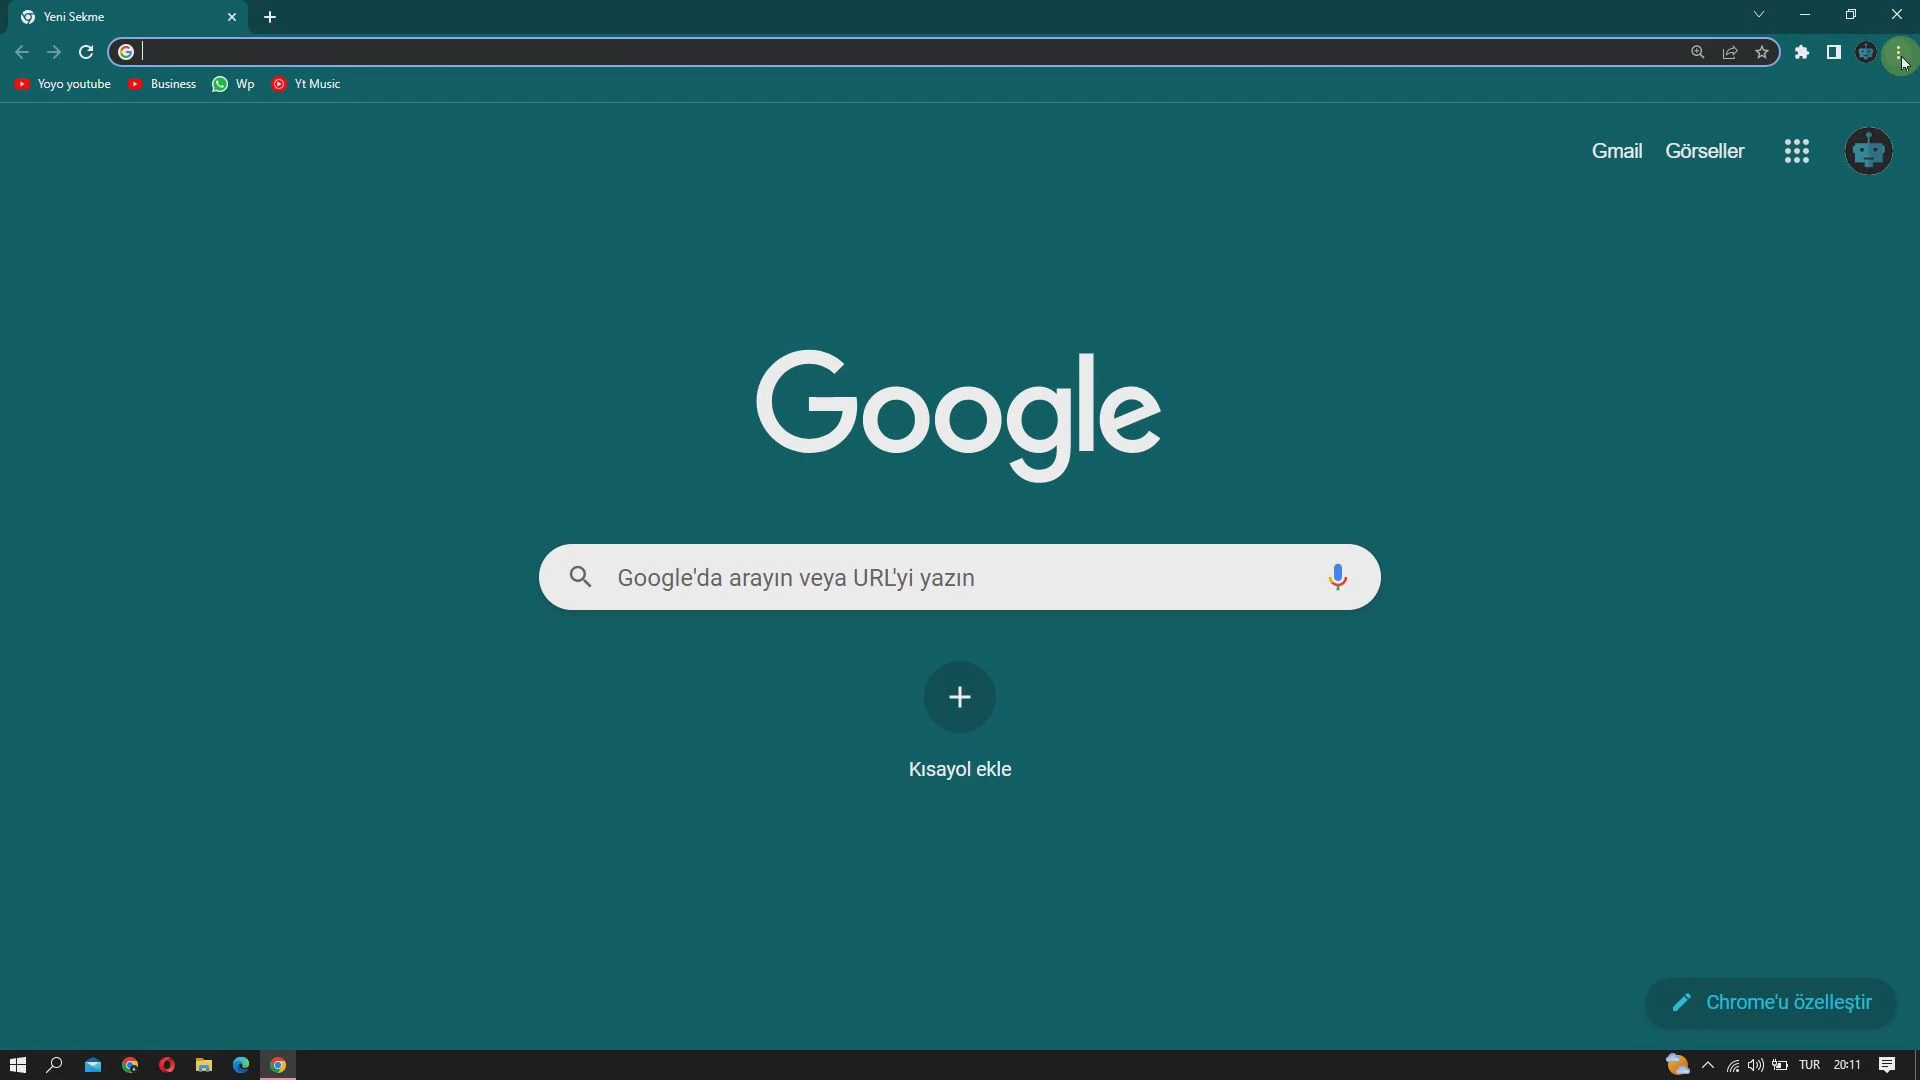 Yeni Sekme
Yoyo youtube
Business
Wp
Yt Music
Gmail
Görseller
Google
Google'da arayın veya URL'yi yazın
Kısayol ekle
Chrome'u özelleştir
TUR
20:11